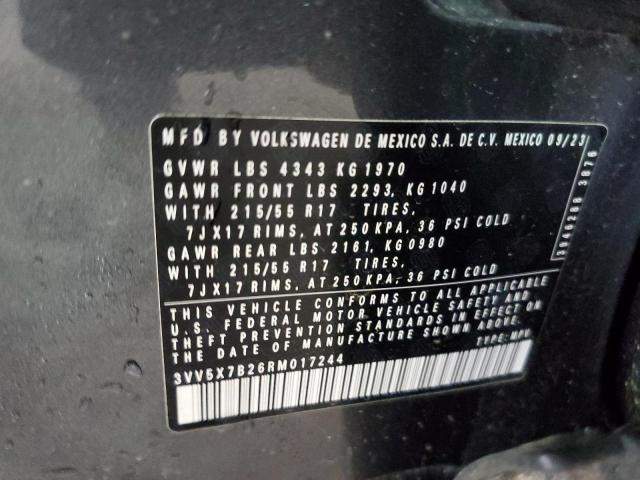 MFD BY VOLKSWAGEN DE MEXICO S.A. DE C.V. MEXICO 09/23
GVWR LBS 4343 KG 1970
GAWR FRONT LBS 2293, KG 1040
WITH 215/55 R17 TIRES,
7JX17 RIMS, AT 250 KPA, 36 PSI COLD
GAWR REAR LBS 2161, KG 0980
WITH 215/55 R17 TIRES,
7JX17 RIMS, AT 250 KPA, 36 PSI COLD
THIS VEHICLE CONFORMS TO ALL APPLICABLE
U.S. FEDERAL MOTOR VEHICLE SAFETY AND
THEFT PREVENTION STANDARDS IN EFFECT ON
THE DATE OF MANUFACTURE SHOWN ABOVE.
3VV5X7B26RM017244
TYPE: MPV